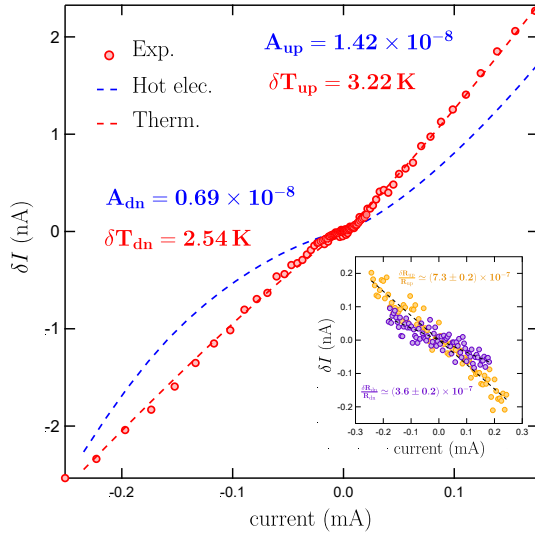 A_up = 1.42 × 10^-8
Exp.
δT_up = 3.22 K
Hot elec.
Therm.
A_dn = 0.69 × 10^-8
δT_dn = 2.54 K
δI (nA)
2
1
0
-1
-2
-0.2
-0.1
0.0
0.1
current (mA)
δR_up/R_up ≃ (7.3 ± 0.2) × 10^-7
δR_dn/R_dn ≃ (3.6 ± 0.2) × 10^-7
δI (nA)
0.2
0.1
0.0
-0.1
-0.2
-0.3
-0.2
-0.1
0.0
0.1
0.2
0.3
current (mA)